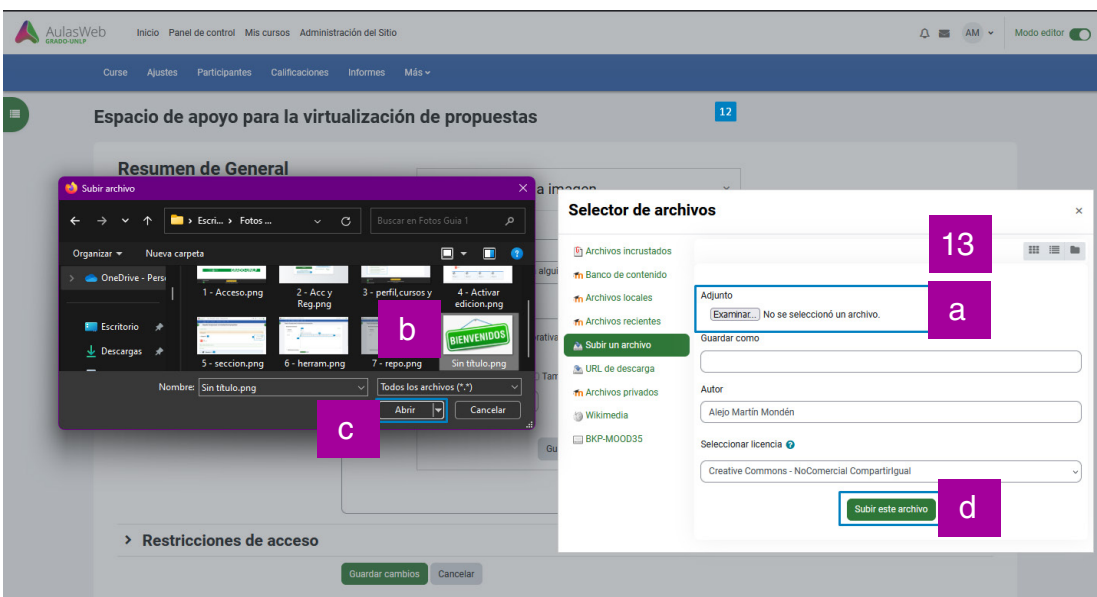 AulasWeb
GRADO-UNLP
Inicio Panel de control Mis cursos Administración del Sitio
AM
Modo editor
Curse Ajustes Participantes Calificaciones Informes Más
Espacio de apoyo para la virtualización de propuestas
12
Resumen de General
a imagen
Subir archivo
Escri... Fotos ...
Buscar en Fotos Guia 1
Organizar Nueva carpeta
OneDrive - Perso
Escritorio
Descargas
1 - Acceso.png
2 - Acc y Reg.png
3 - perfil,cursos y
4 - Activar edicion.png
5 - seccion.png
6 - herram.png
7 - repo.png
BIENVENIDOS
Sin título.png
b
Nombre: Sin título.png
Todos los archivos (*.*)
Abrir
Cancelar
c
algui
rativa
Tam
Gu
Selector de archivos
13
Archivos incrustados
Banco de contenido
Archivos locales
Archivos recientes
Subir un archivo
URL de descarga
Archivos privados
Wikimedia
BKP-MOOD35
Adjunto
Examinar... No se seleccionó un archivo.
a
Guardar como
Autor
Alejo Martín Mondén
Seleccionar licencia
Creative Commons - NoComercial CompartirIgual
Subir este archivo
d
Restricciones de acceso
Guardar cambios
Cancelar